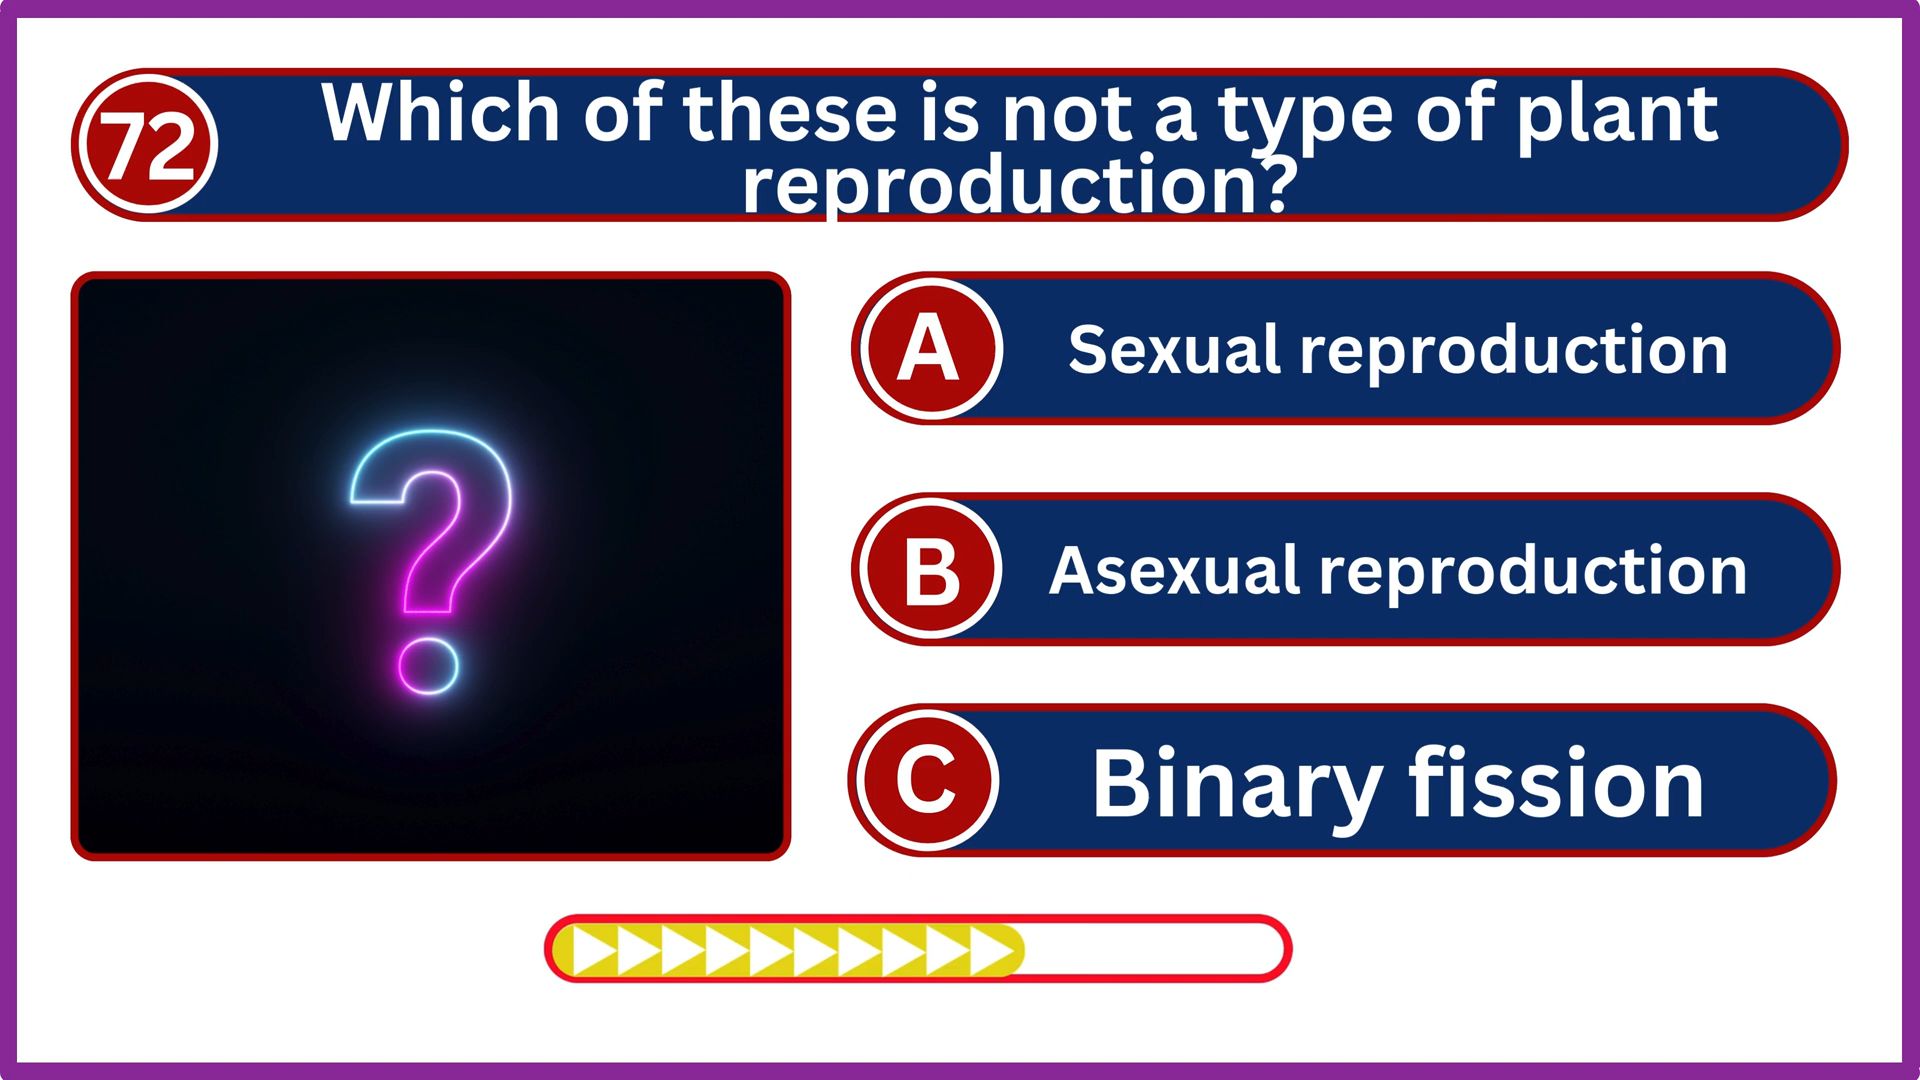 72
Which of these is not a type of plant
reproduction?
A
Sexual reproduction
B
Asexual reproduction
C
Binary fission